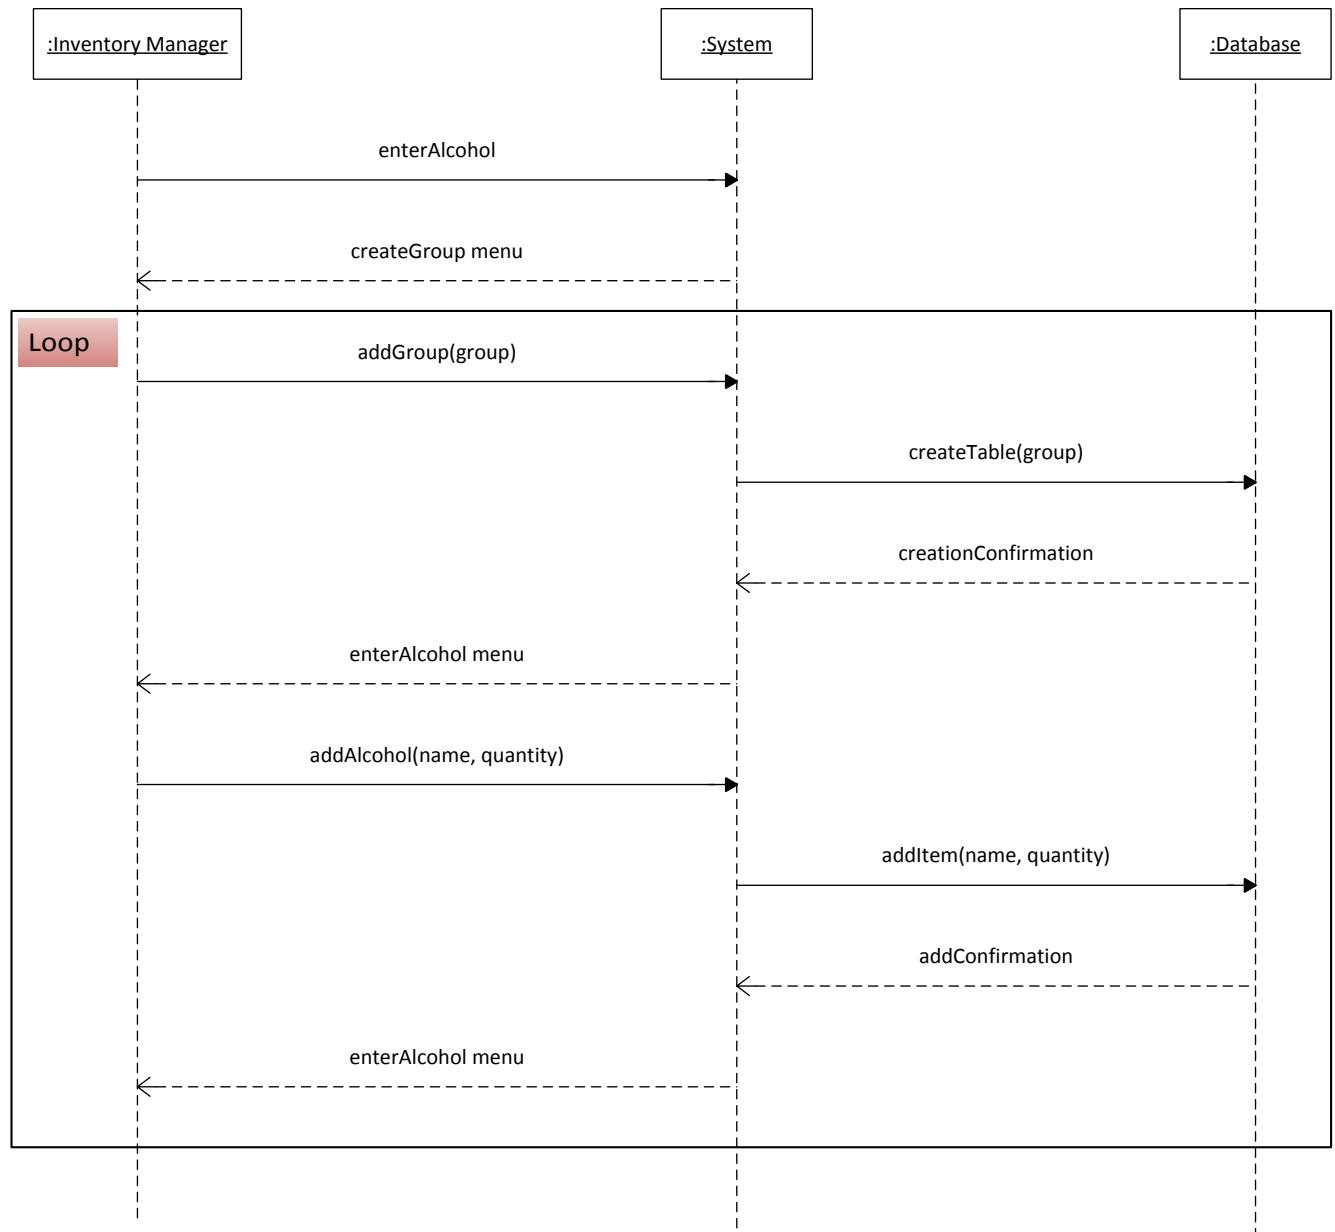 :Inventory Manager
:System
:Database
enterAlcohol
createGroup menu
Loop
addGroup(group)
createTable(group)
creationConfirmation
enterAlcohol menu
addAlcohol(name, quantity)
addItem(name, quantity)
addConfirmation
enterAlcohol menu